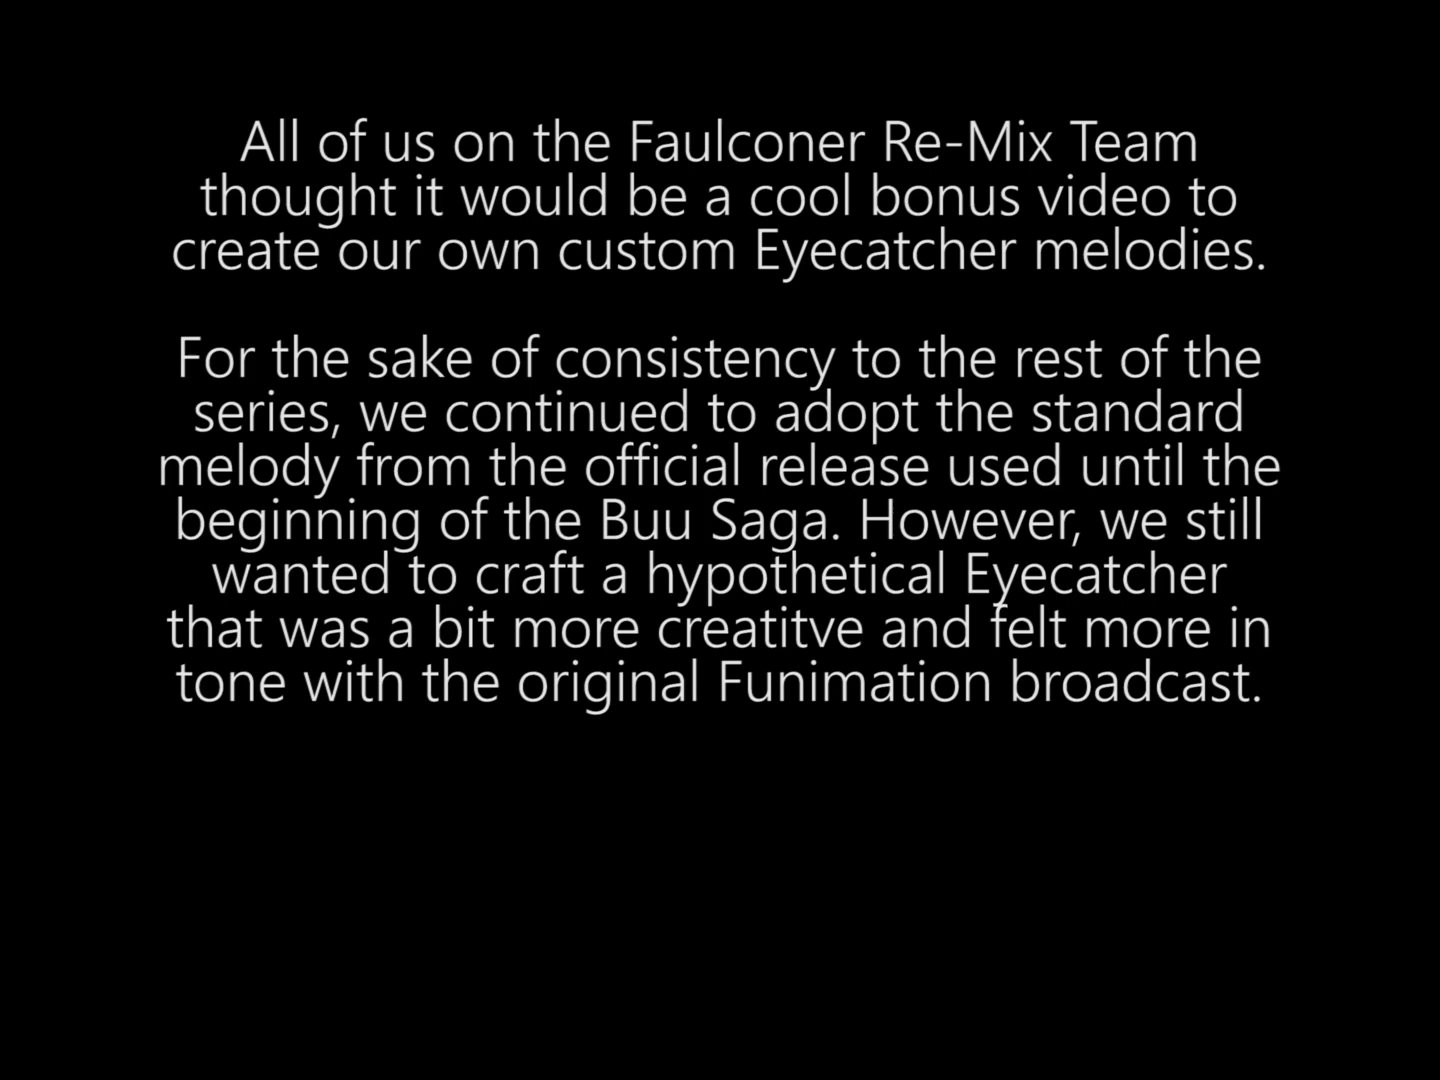 All of us on the Faulconer Re-Mix Team
thought it would be a cool bonus video to
create our own custom Eyecatcher melodies.
For the sake of consistency to the rest of the
series, we continued to adopt the standard
melody from the official release used until the
beginning of the Buu Saga. However, we still
wanted to craft a hypothetical Eyecatcher
that was a bit more creatitve and felt more in
tone with the original Funimation broadcast.